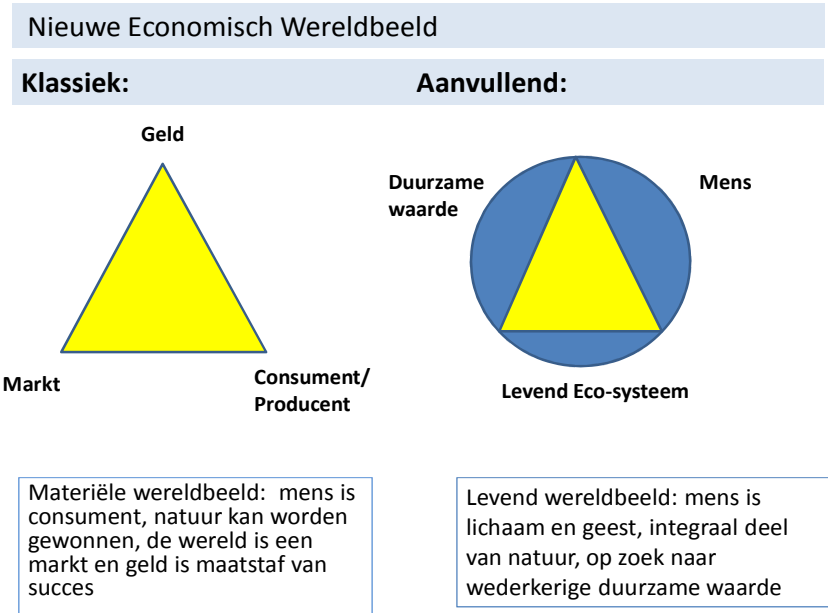 Nieuwe Economisch Wereldbeeld
Klassiek:
Aanvullend:
Geld
Markt
Consument/
Producent
Duurzame
waarde
Mens
Levend Eco-systeem
Materiële wereldbeeld: mens is
consument, natuur kan worden
gewonnen, de wereld is een
markt en geld is maatstaf van
succes
Levend wereldbeeld: mens is
lichaam en geest, integraal deel
van natuur, op zoek naar
wederkerige duurzame waarde